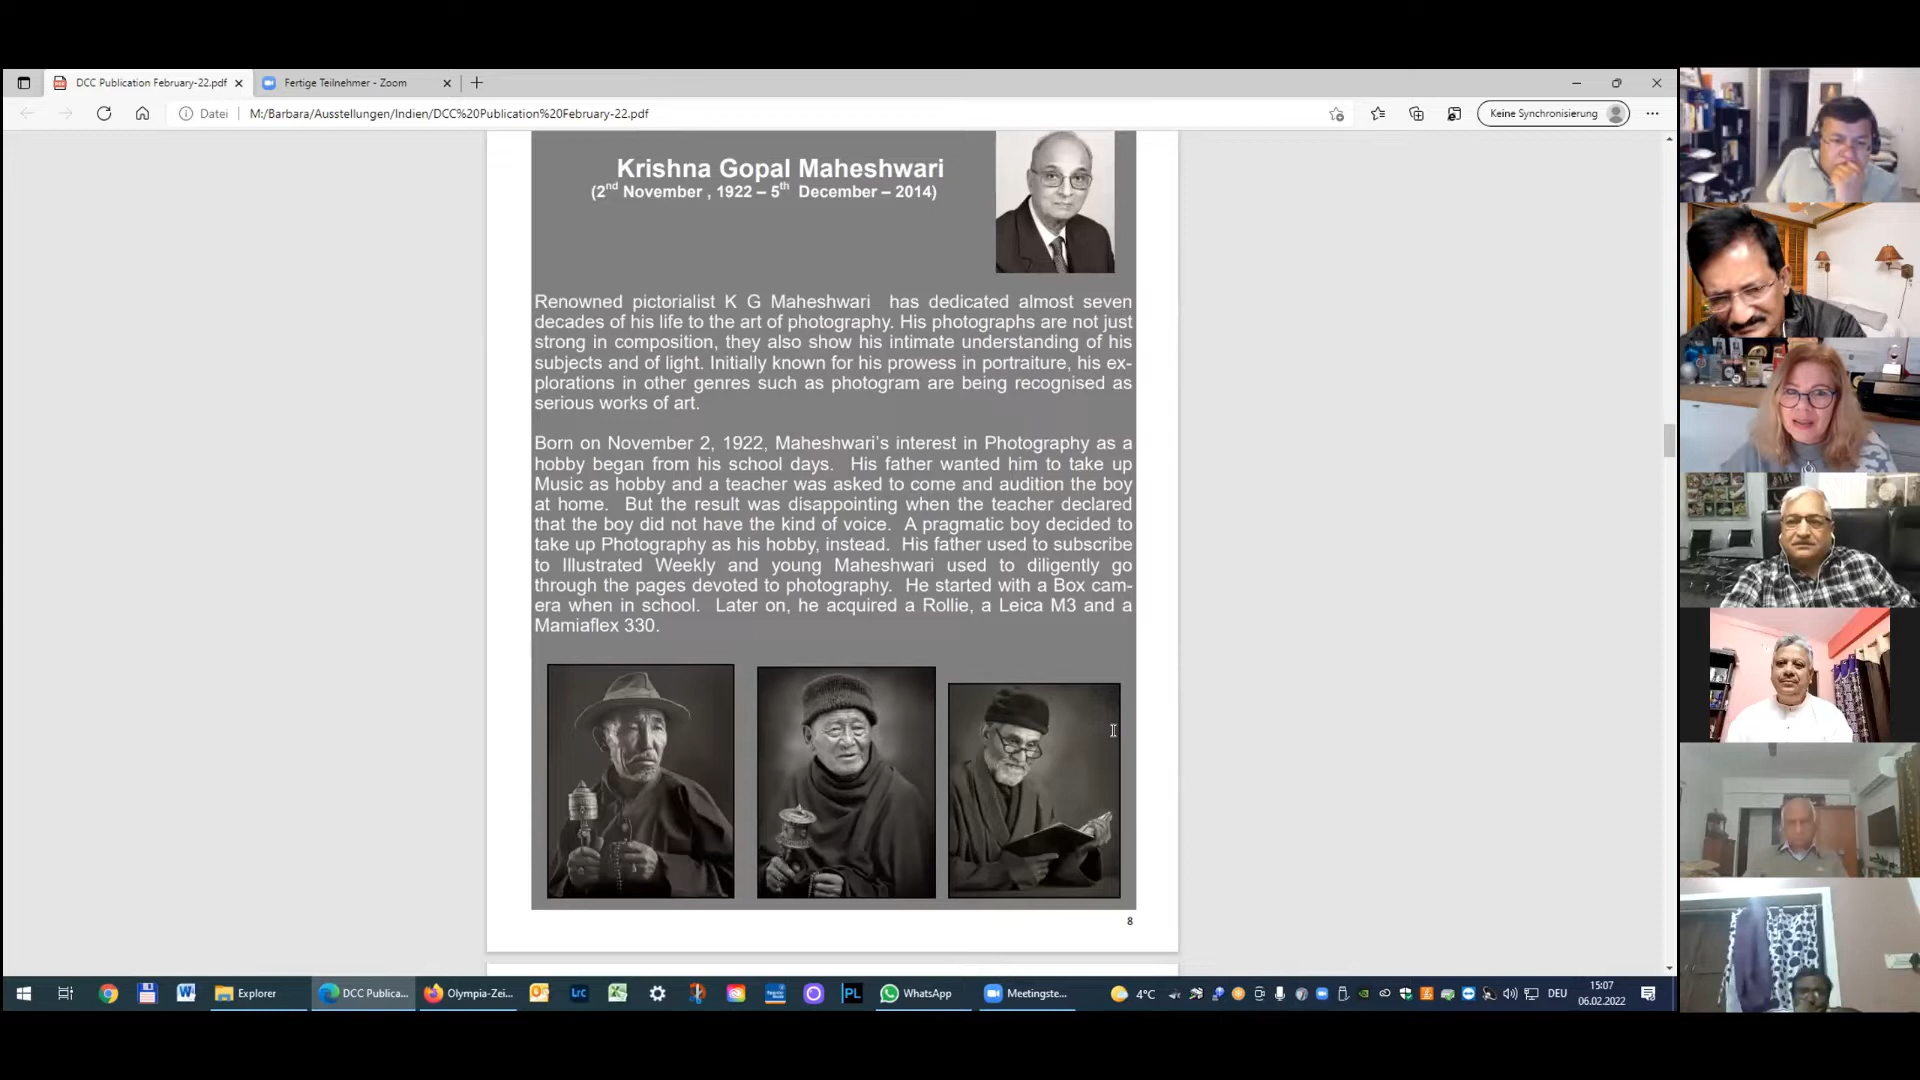 DCC Publication February-22.pdf
Fertige Teilnehmer - Zoom
Datei
M:/Barbara/Ausstellungen/Indien/DCC%20Publication%20February-22.pdf
Keine Synchronisierung
Krishna Gopal Maheshwari
(2nd November , 1922 – 5th December – 2014)
Renowned pictorialist K G Maheshwari has dedicated almost seven
decades of his life to the art of photography. His photographs are not just
strong in composition, they also show his intimate understanding of his
subjects and of light. Initially known for his prowess in portraiture, his ex-
plorations in other genres such as photogram are being recognised as
serious works of art.
Born on November 2, 1922, Maheshwari's interest in Photography as a
hobby began from his school days. His father wanted him to take up
Music as hobby and a teacher was asked to come and audition the boy
at home. But the result was disappointing when the teacher declared
that the boy did not have the kind of voice. A pragmatic boy decided to
take up Photography as his hobby, instead. His father used to subscribe
to Illustrated Weekly and young Maheshwari used to diligently go
through the pages devoted to photography. He started with a Box cam-
era when in school. Later on, he acquired a Rollie, a Leica M3 and a
Mamiaflex 330.
8
Explorer
DCC Publica...
Olympia-Zei...
Lrc
PL
WhatsApp
Meetingste...
4°C
DEU
15:07
06.02.2022